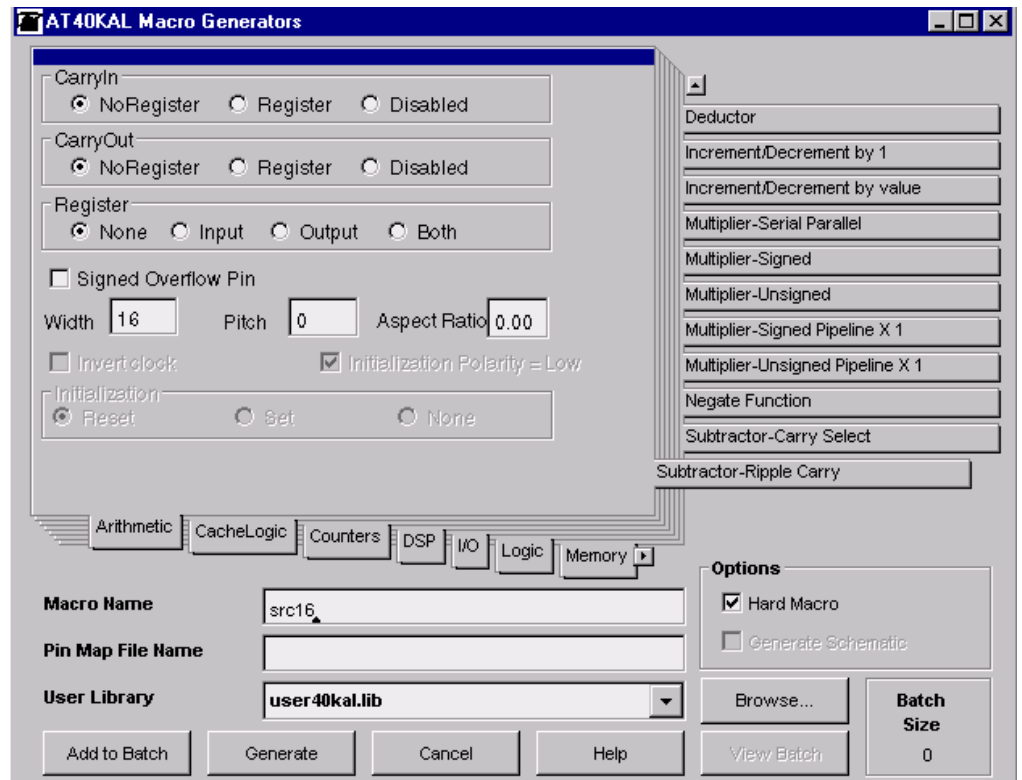 AT40KAL Macro Generators
CarryIn
NoRegister Register Disabled
CarryOut
NoRegister Register Disabled
Register
None Input Output Both
Signed Overflow Pin
Width 16 Pitch 0 Aspect Ratio 0.00
Invert clock Initialization Polarity = Low
Initialization
Reset Set None
Deductor
Increment/Decrement by 1
Increment/Decrement by value
Multiplier-Serial Parallel
Multiplier-Signed
Multiplier-Unsigned
Multiplier-Signed Pipeline X 1
Multiplier-Unsigned Pipeline X 1
Negate Function
Subtractor-Carry Select
Subtractor-Ripple Carry
Arithmetic CacheLogic Counters DSP I/O Logic Memory
Macro Name src16
Pin Map File Name
User Library user40kal.lib
Options
Hard Macro
Generate Schematic
Browse...
Batch Size
0
Add to Batch Generate Cancel Help View Batch